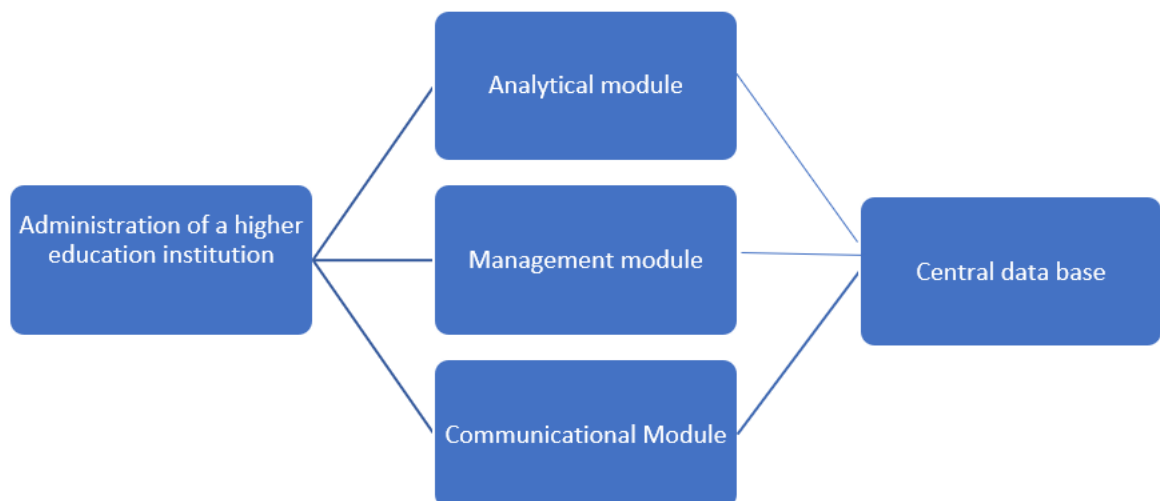 Analytical module
Administration of a higher
education institution
Management module
Central data base
Communicational Module